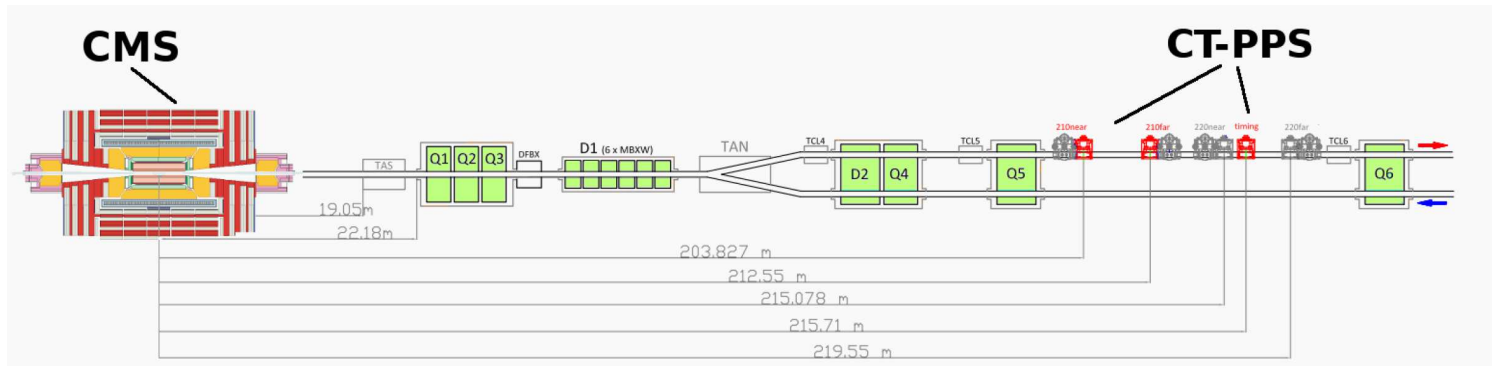 CMS
CT-PPS
210near
210far
220near
timing
220far
TAS
Q1
Q2
Q3
DFBX
D1 (6 x MBXW)
TAN
TCL4
D2
Q4
TCL5
Q5
TCL6
Q6
19.05m
22.18m
203.827 m
212.55 m
215.078 m
215.71 m
219.55 m